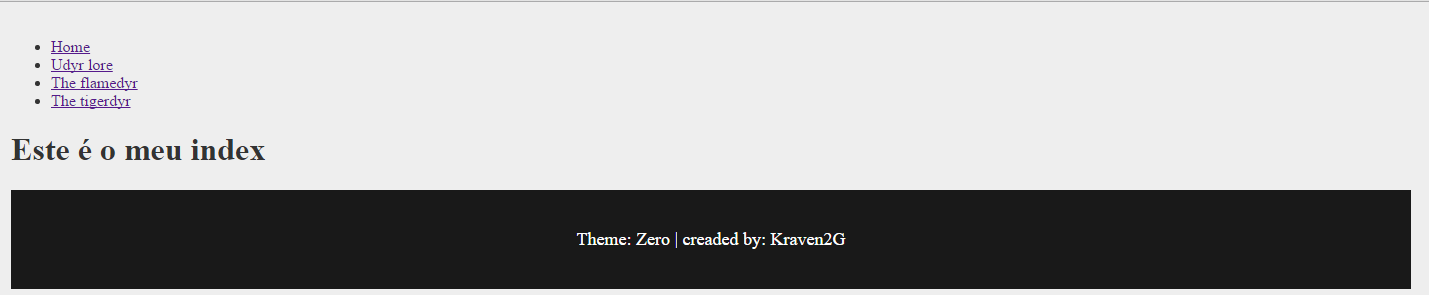 Home
Udyr lore
The flamedyr
The tigerdyr
Este é o meu index
Theme: Zero | creaded by: Kraven2G